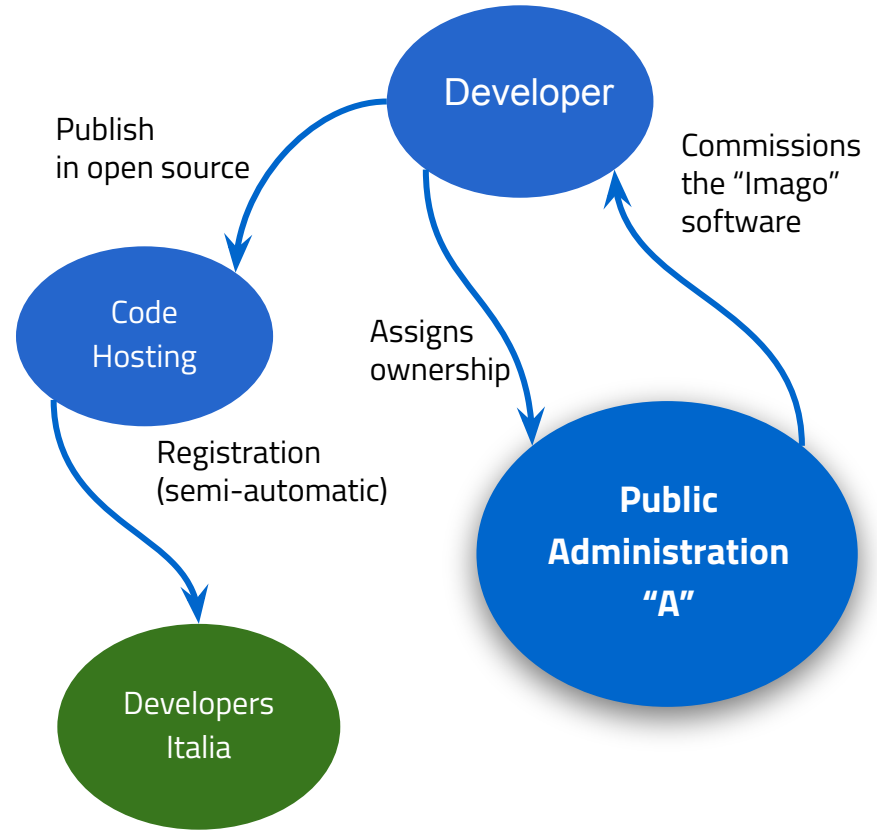 Developer
Publish
in open source
Commissions
the “Imago”
software
Code
Hosting
Assigns
ownership
Registration
(semi-automatic)
Public
Administration
“A”
Developers
Italia